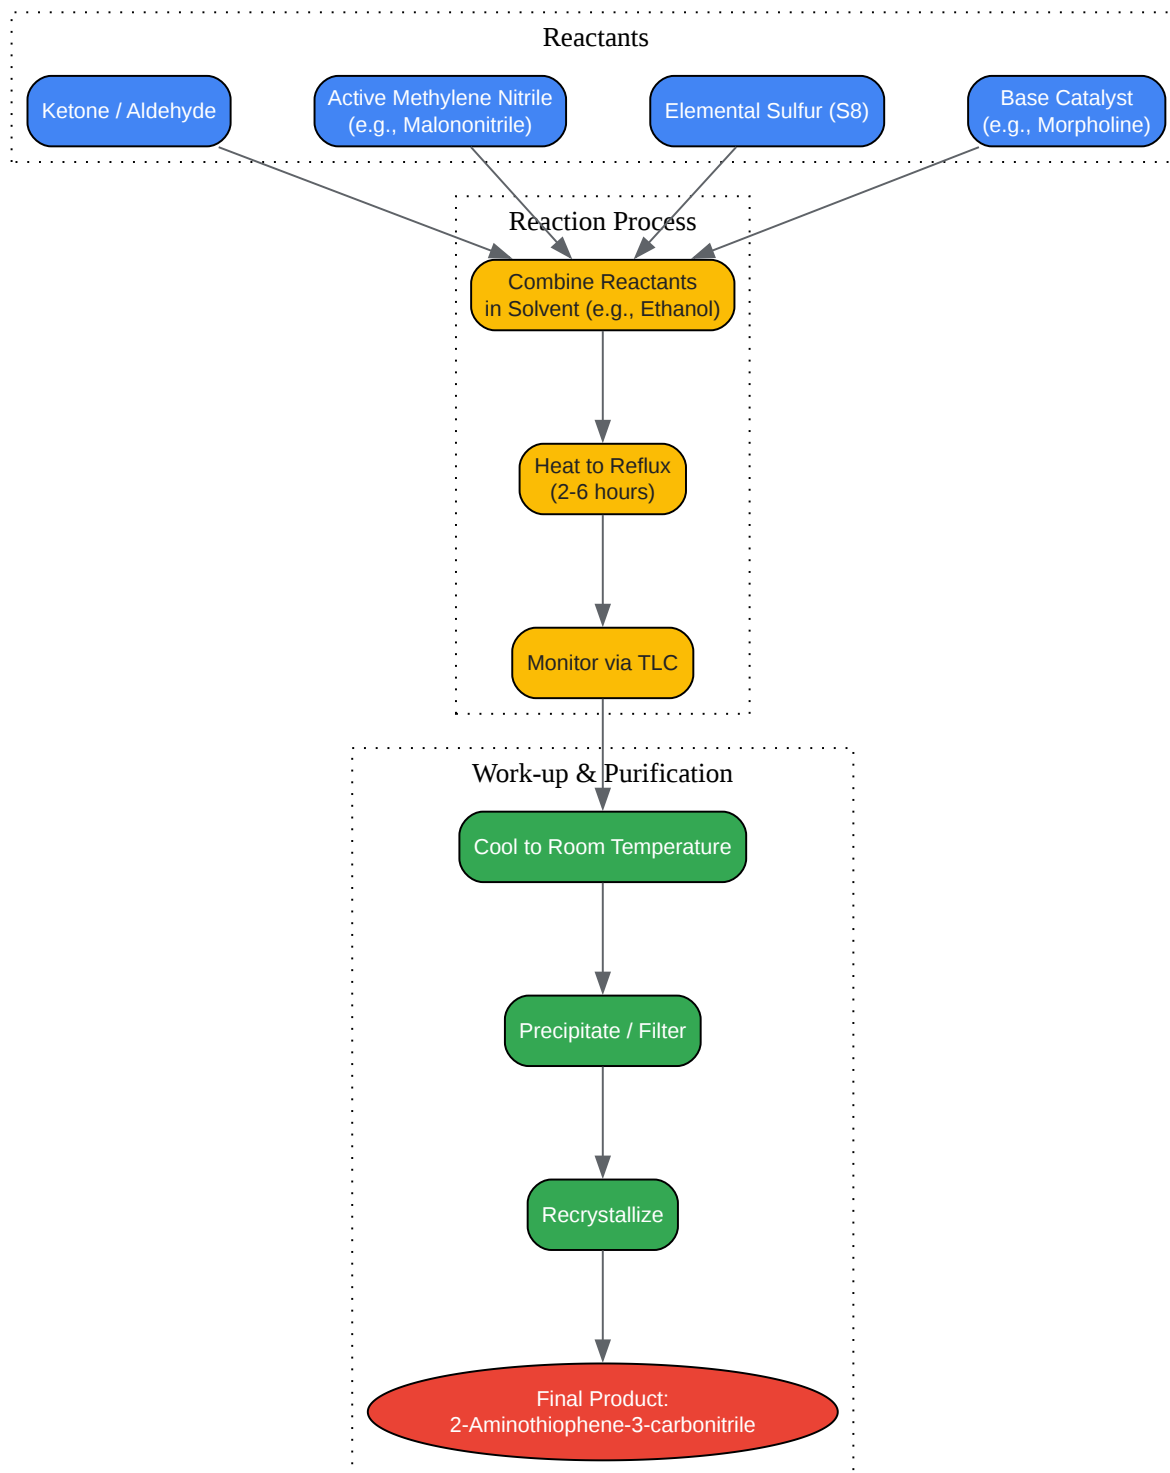 Reactants
Ketone / Aldehyde
Active Methylene Nitrile
(e.g., Malononitrile)
Elemental Sulfur (S8)
Base Catalyst
(e.g., Morpholine)
Reaction Process
Combine Reactants
in Solvent (e.g., Ethanol)
Heat to Reflux
(2-6 hours)
Monitor via TLC
Work-up & Purification
Cool to Room Temperature
Precipitate / Filter
Recrystallize
Final Product:
2-Aminothiophene-3-carbonitrile